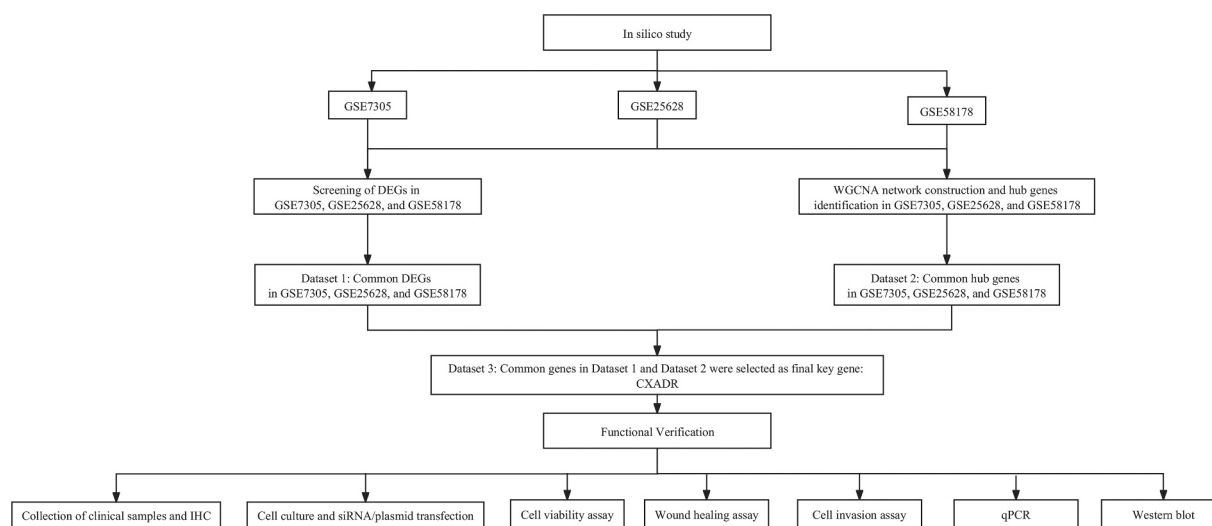 In silico study
GSE7305
GSE25628
GSE58178
Screening of DEGs in
GSE7305, GSE25628, and GSE58178
WGCNA network construction and hub genes
identification in GSE7305, GSE25628, and GSE58178
Dataset 1: Common DEGs
in GSE7305, GSE25628, and GSE58178
Dataset 2: Common hub genes
in GSE7305, GSE25628, and GSE58178
Dataset 3: Common genes in Dataset 1 and Dataset 2 were selected as final key gene:
CXADR
Functional Verification
Collection of clinical samples and IHC
Cell culture and siRNA/plasmid transfection
Cell viability assay
Wound healing assay
Cell invasion assay
qPCR
Western blot